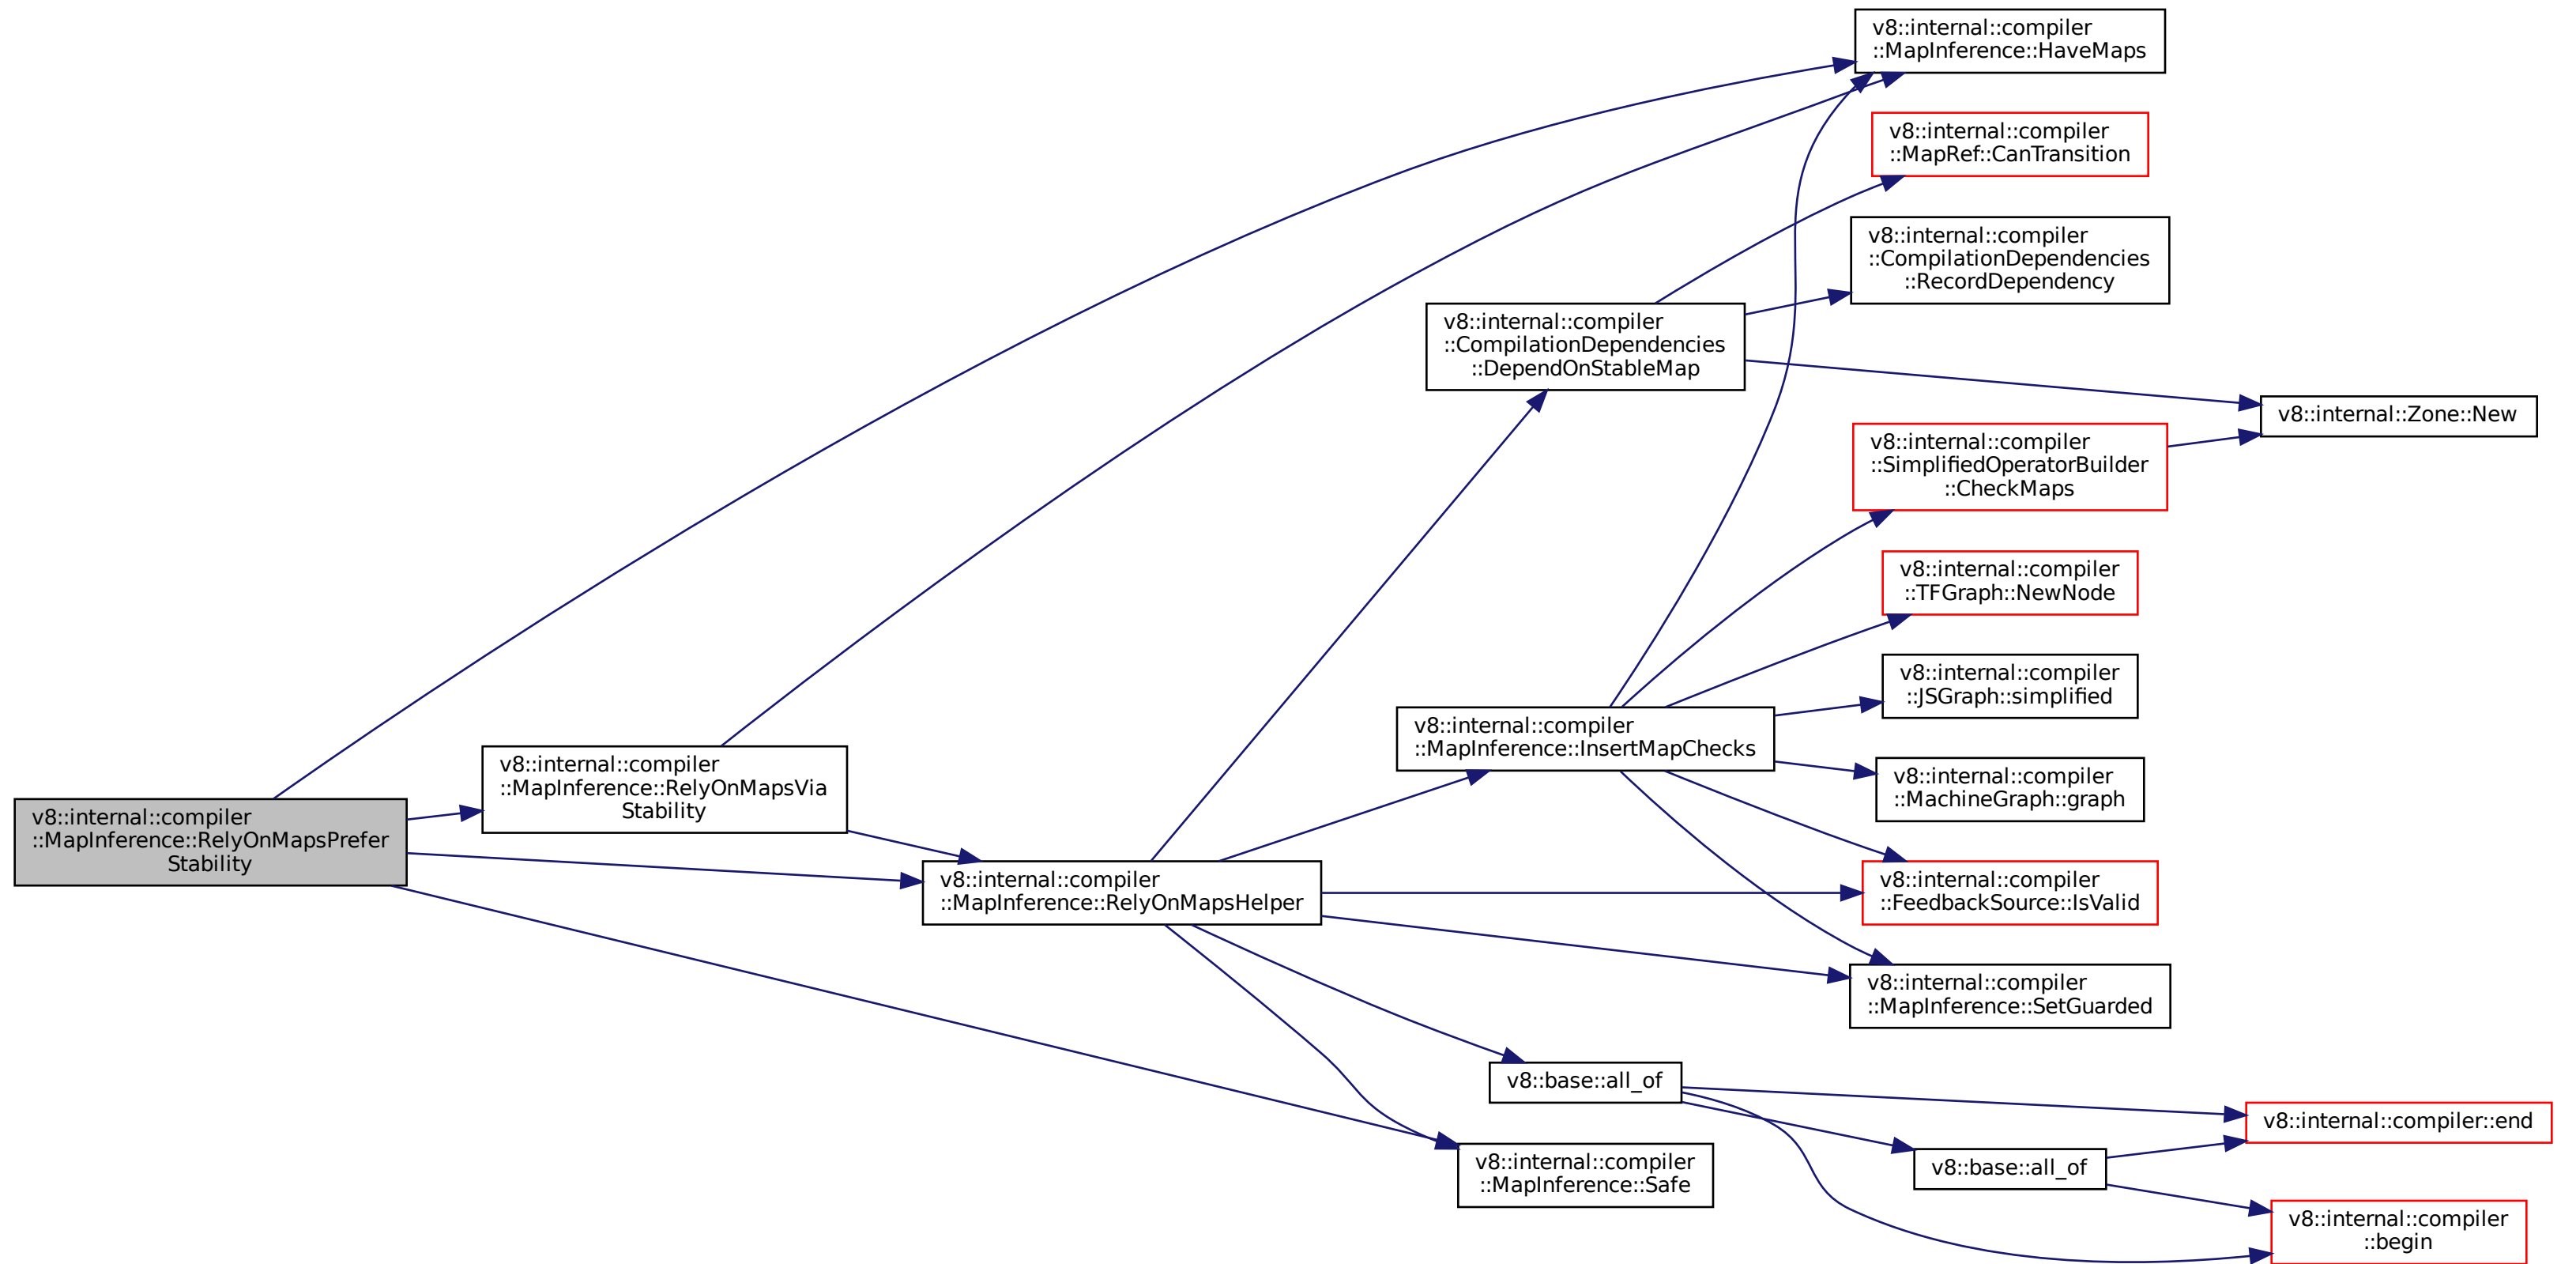 v8::internal::compiler
::MapInference::RelyOnMapsPrefer
Stability
v8::internal::compiler
::MapInference::RelyOnMapsVia
Stability
v8::internal::compiler
::MapInference::RelyOnMapsHelper
v8::internal::compiler
::CompilationDependencies
::DependOnStableMap
v8::internal::compiler
::MapInference::InsertMapChecks
v8::base::all_of
v8::internal::compiler
::MapInference::Safe
v8::internal::compiler
::MapInference::HaveMaps
v8::internal::compiler
::MapRef::CanTransition
v8::internal::compiler
::CompilationDependencies
::RecordDependency
v8::internal::compiler
::SimplifiedOperatorBuilder
::CheckMaps
v8::internal::compiler
::TFGraph::NewNode
v8::internal::compiler
::JSGraph::simplified
v8::internal::compiler
::MachineGraph::graph
v8::internal::compiler
::FeedbackSource::IsValid
v8::internal::compiler
::MapInference::SetGuarded
v8::base::all_of
v8::internal::Zone::New
v8::internal::compiler::end
v8::internal::compiler
::begin